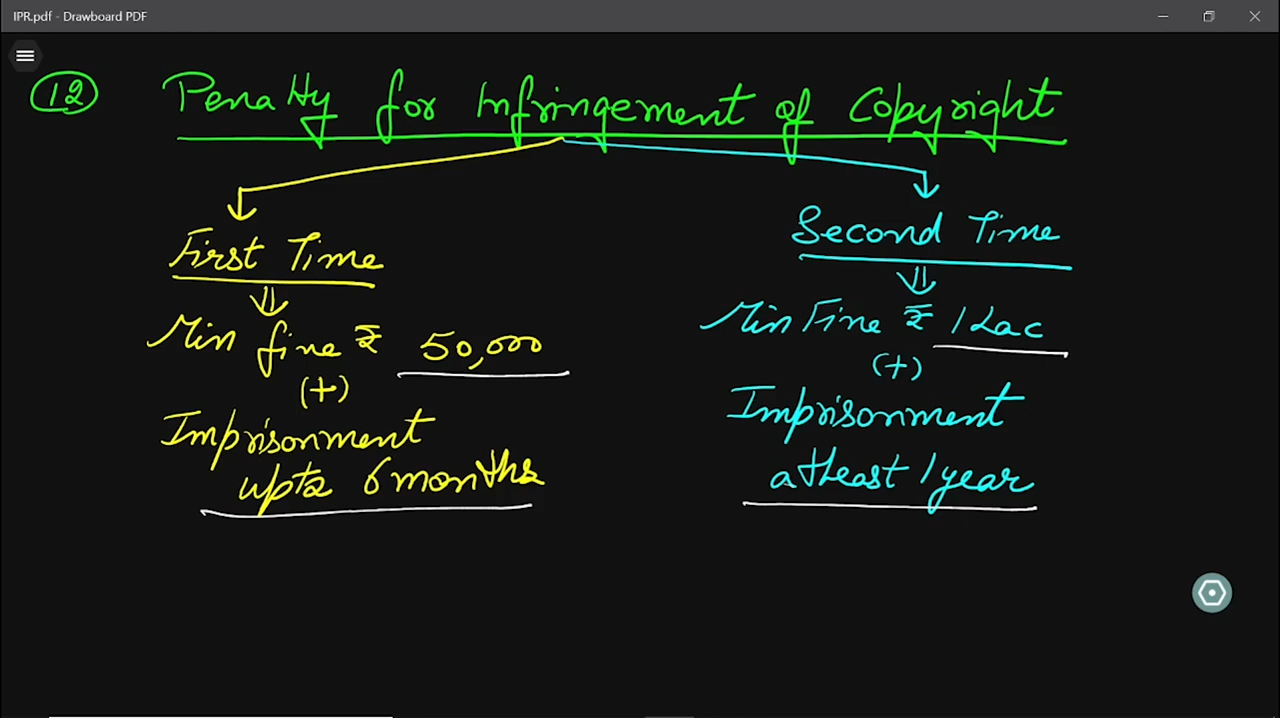 IPR.pdf - Drawboard PDF
12 Penalty for Infringement of Copyright
First Time
Min fine ₹ 50,000
(+)
Imprisonment
upto 6 months
Second Time
Min Fine ₹ 1 Lac
(+)
Imprisonment
atleast 1 year